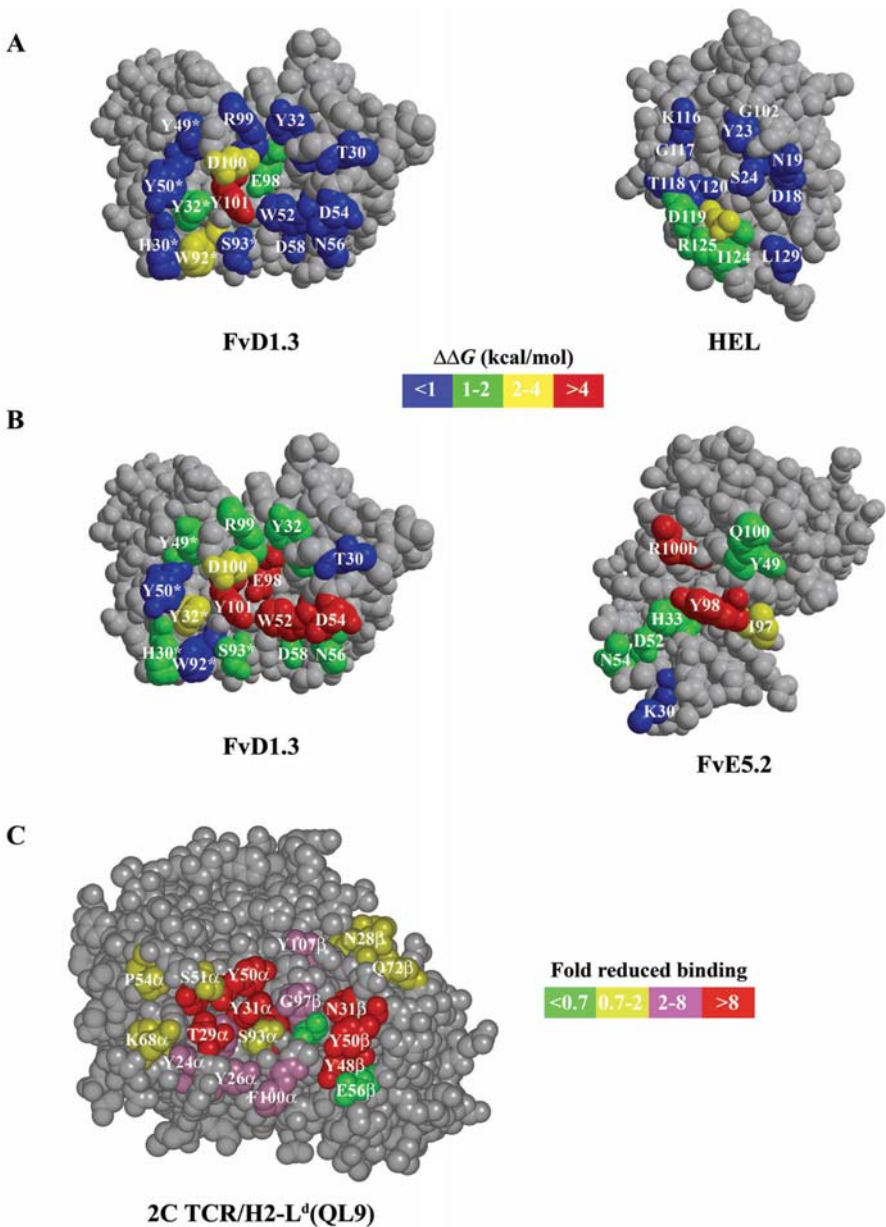 A
Y49*
R99
Y32
T30
D100
E98
Y50*
Y32*
Y101
W52
D54
H30*
W92*
S93*
D58
N56
FvD1.3
K116
G102
Y23
G117
N19
S24
T118
V120
D18
D119
R125
I124
L129
HEL
ΔΔG (kcal/mol)
<1 1-2 2-4 >4
B
Y49*
R99
Y32
T30
D100
E98
Y50*
Y32*
Y101
W52
D54
H30*
W92*
S93*
D58
N56
FvD1.3
R100b
Q100
Y49
Y98
H33
I97
D52
N54
K30
FvE5.2
C
Y107β
N28β
Q72β
P54α
S51α
Y50α
G97β
Y31α
N31β
K68α
T29α
S93α
Y50β
Y24α
Y48β
Y26α
F100α
E56β
2C TCR/H2-Lᵈ(QL9)
Fold reduced binding
<0.7 0.7-2 2-8 >8